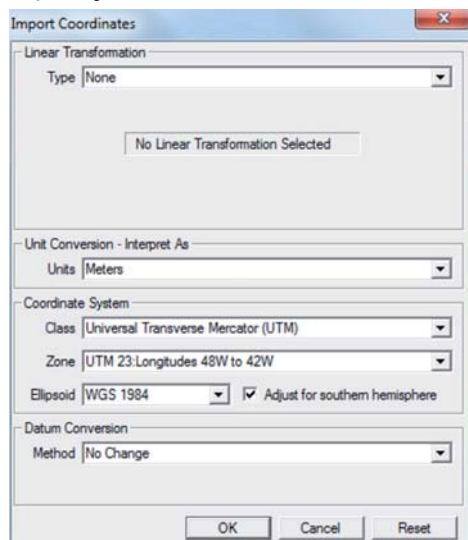 Import Coordinates
Linear Transformation
Type None
No Linear Transformation Selected
Unit Conversion - Interpret As
Units Meters
Coordinate System
Class Universal Transverse Mercator (UTM)
Zone UTM 23:Longitudes 48W to 42W
Ellipsoid WGS 1984 Adjust for southern hemisphere
Datum Conversion
Method No Change
OK Cancel Reset